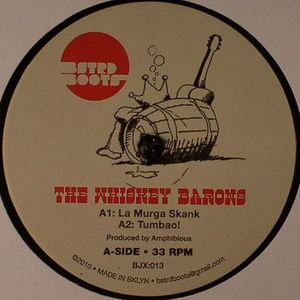 BSTRD
BOOTS
THE WHISKEY BARONS
A1: La Murga Skank
A2: Tumbao!
Produced by Amphibious
A-SIDE • 33 RPM
BJX:013
©2010 • MADE IN BKLYN • bstrdboots@gmail.com